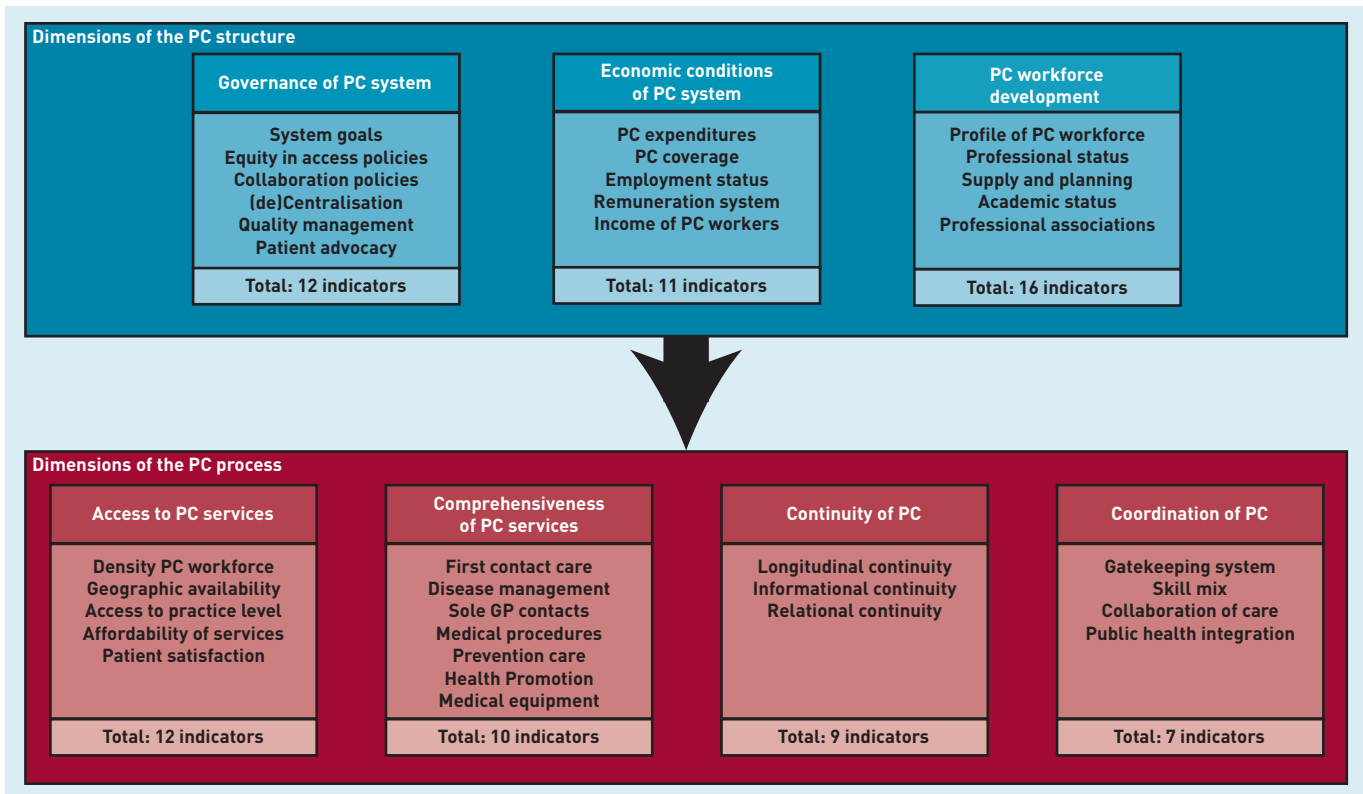 Dimensions of the PC structure
Governance of PC system
System goals
Equity in access policies
Collaboration policies
(de)Centralisation
Quality management
Patient advocacy
Total: 12 indicators
Economic conditions
of PC system
PC expenditures
PC coverage
Employment status
Remuneration system
Income of PC workers
Total: 11 indicators
PC workforce
development
Profile of PC workforce
Professional status
Supply and planning
Academic status
Professional associations
Total: 16 indicators
Dimensions of the PC process
Access to PC services
Density PC workforce
Geographic availability
Access to practice level
Affordability of services
Patient satisfaction
Total: 12 indicators
Comprehensiveness
of PC services
First contact care
Disease management
Sole GP contacts
Medical procedures
Prevention care
Health Promotion
Medical equipment
Total: 10 indicators
Continuity of PC
Longitudinal continuity
Informational continuity
Relational continuity
Total: 9 indicators
Coordination of PC
Gatekeeping system
Skill mix
Collaboration of care
Public health integration
Total: 7 indicators